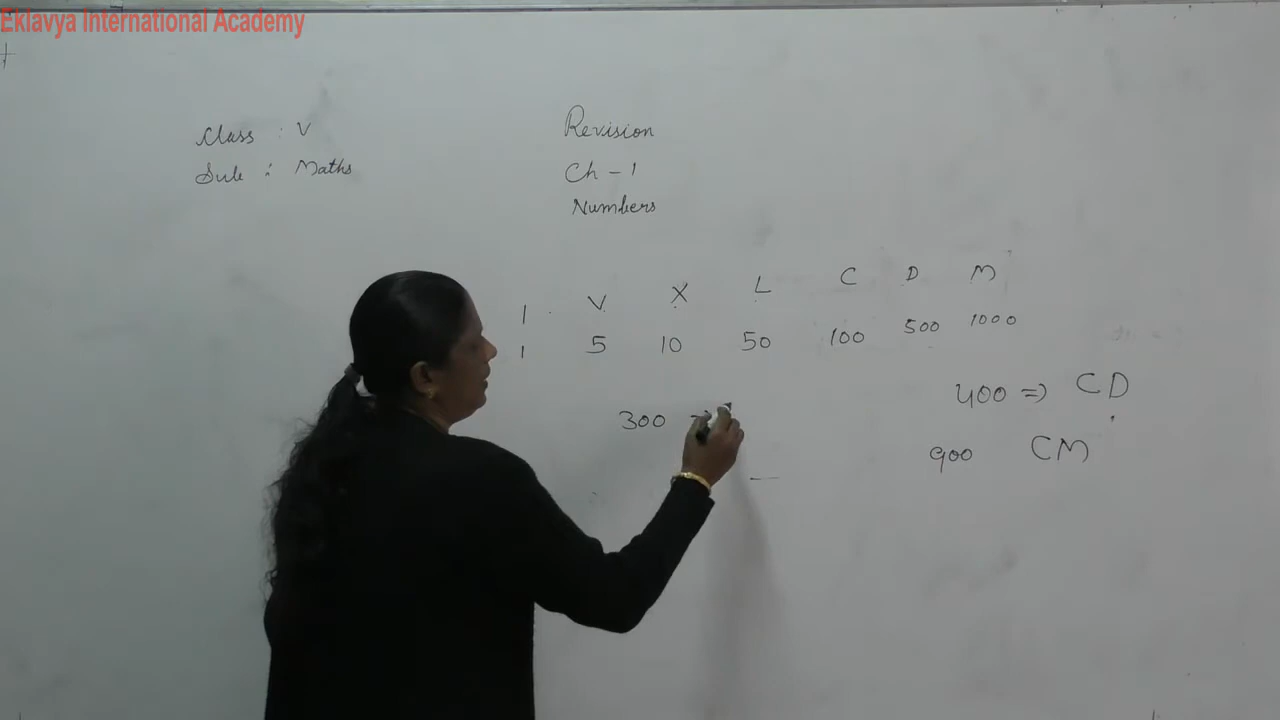 Eklavya International Academy
Class : V
Sub : Maths
Revision
Ch - 1
Numbers
I V X L C D M
1 5 10 50 100 500 1000
300 ⇒
400 ⇒ CD
900 CM